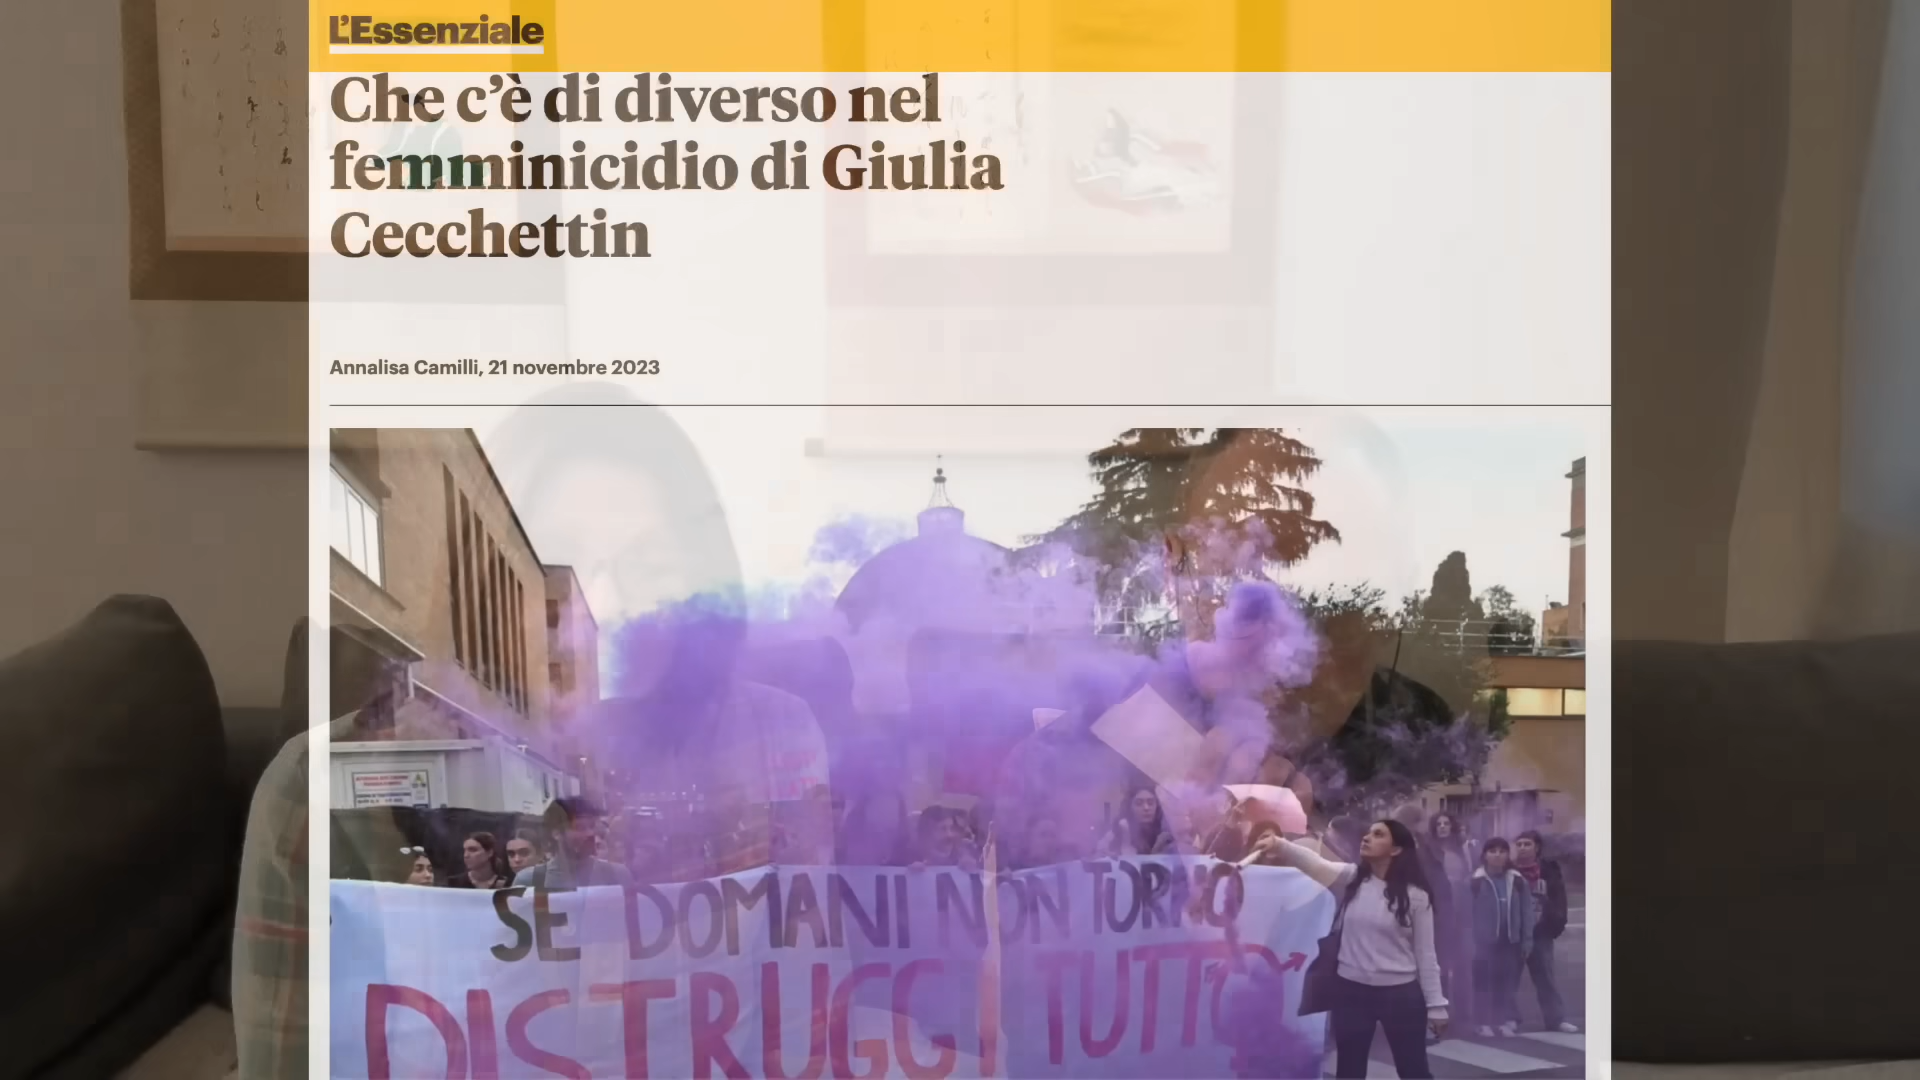 L'Essenziale
Che c'è di diverso nel
femminicidio di Giulia
Cecchettin
Annalisa Camilli, 21 novembre 2023
SE DOMANI NON TORNO
DISTRUGGI TUTTO